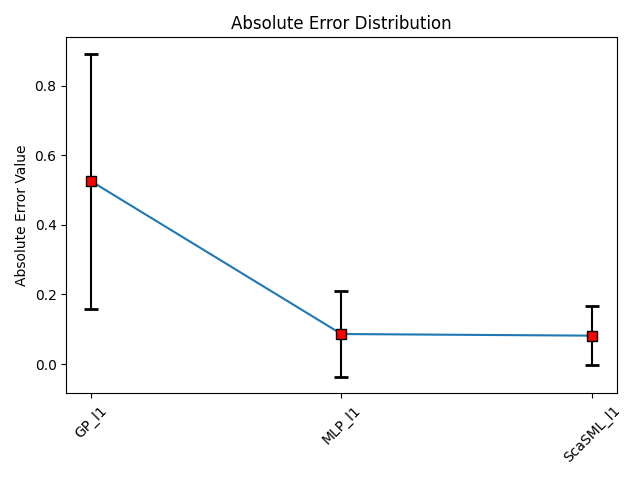 Absolute Error Distribution
Absolute Error Value
0.8
0.6
0.4
0.2
0.0
GP_l1
MLP_l1
ScaSML_l1